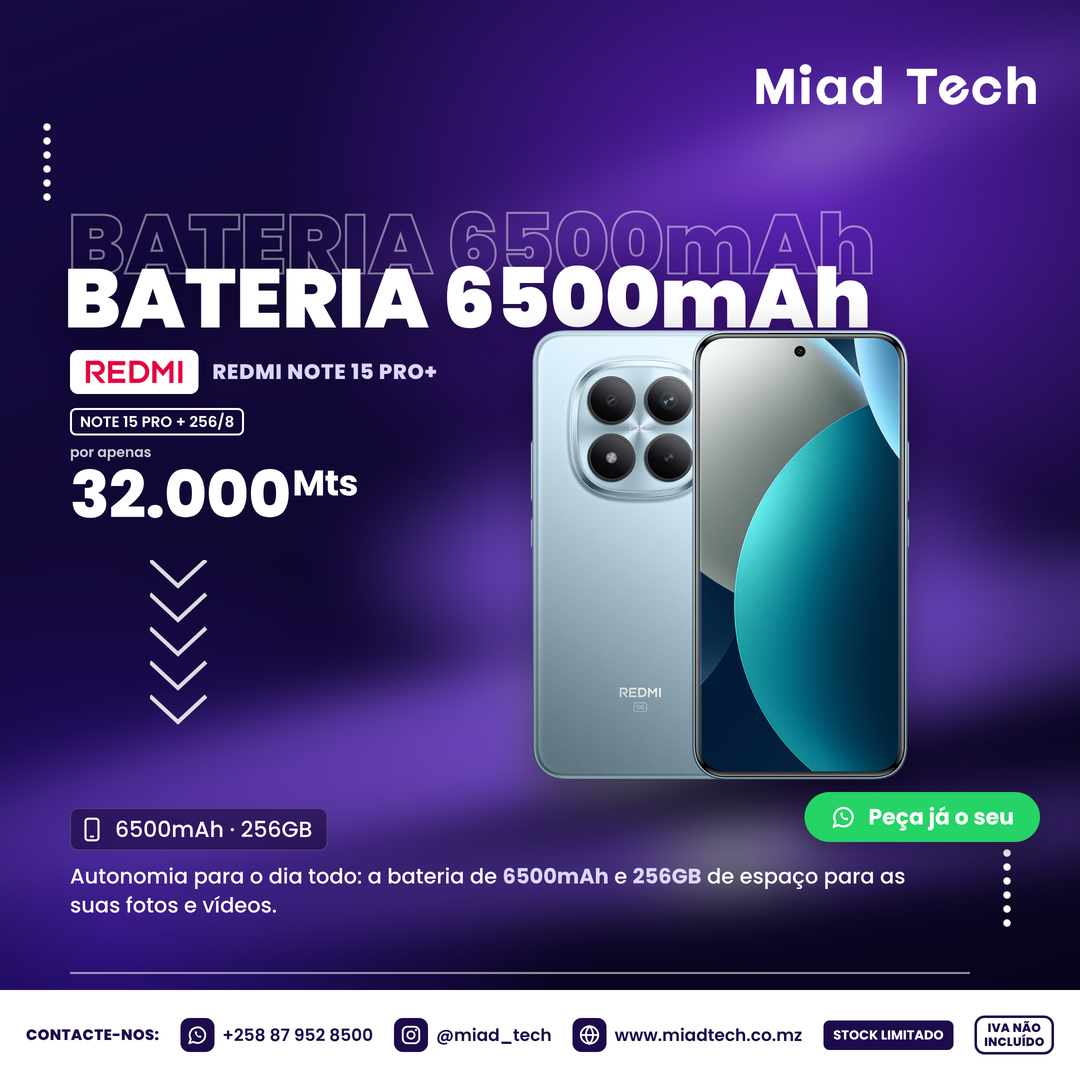 Miad Tech
BATERIA 6500mAh
BATERIA 6500mAh
REDMI REDMI NOTE 15 PRO+
NOTE 15 PRO + 256/8
por apenas
32.000Mts
REDMI
5G
6500mAh · 256GB
Peça já o seu
Autonomia para o dia todo: a bateria de 6500mAh e 256GB de espaço para as
suas fotos e vídeos.
CONTACTE-NOS: +258 87 952 8500 @miad_tech www.miadtech.co.mz STOCK LIMITADO IVA NÃO
INCLUÍDO